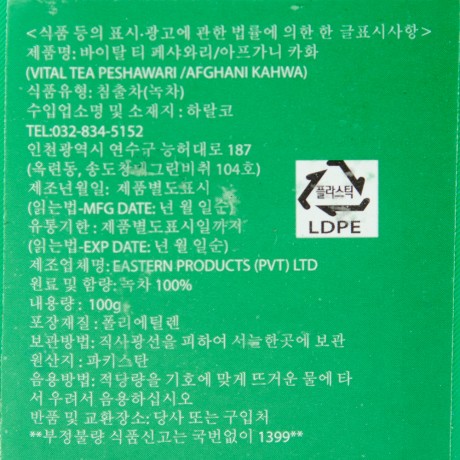 <식품 등의 표시·광고에 관한 법률에 의한 한 글표시사항>
제품명: 바이탈 티 페샤와리/아프가니 카화
(VITAL TEA PESHAWARI /AFGHANI KAHWA)
식품유형: 침출차(녹차)
수입업소명 및 소재지 : 하랄코
TEL:032-834-5152
인천광역시 연수구 능허대로 187
(옥련동, 송도창보그린비취 104호)
제조년월일: 제품별도표시
(읽는법-MFG DATE: 년 월 일순)
유통기한 : 제품별도표시일까지
(읽는법-EXP DATE: 년 월 일순)
제조업체명: EASTERN PRODUCTS (PVT) LTD
원료 및 함량: 녹차 100%
내용량 : 100g
포장재질 : 폴리에틸렌
보관방법: 직사광선을 피하여 서늘한곳에 보관
원산지 : 파키스탄
음용방법: 적당량을 기호에 맞게 뜨거운 물에 타
서 우려서 음용하십시오
반품 및 교환장소: 당사 또는 구입처
**부정불량 식품신고는 국번없이 1399**
플라스틱
LDPE